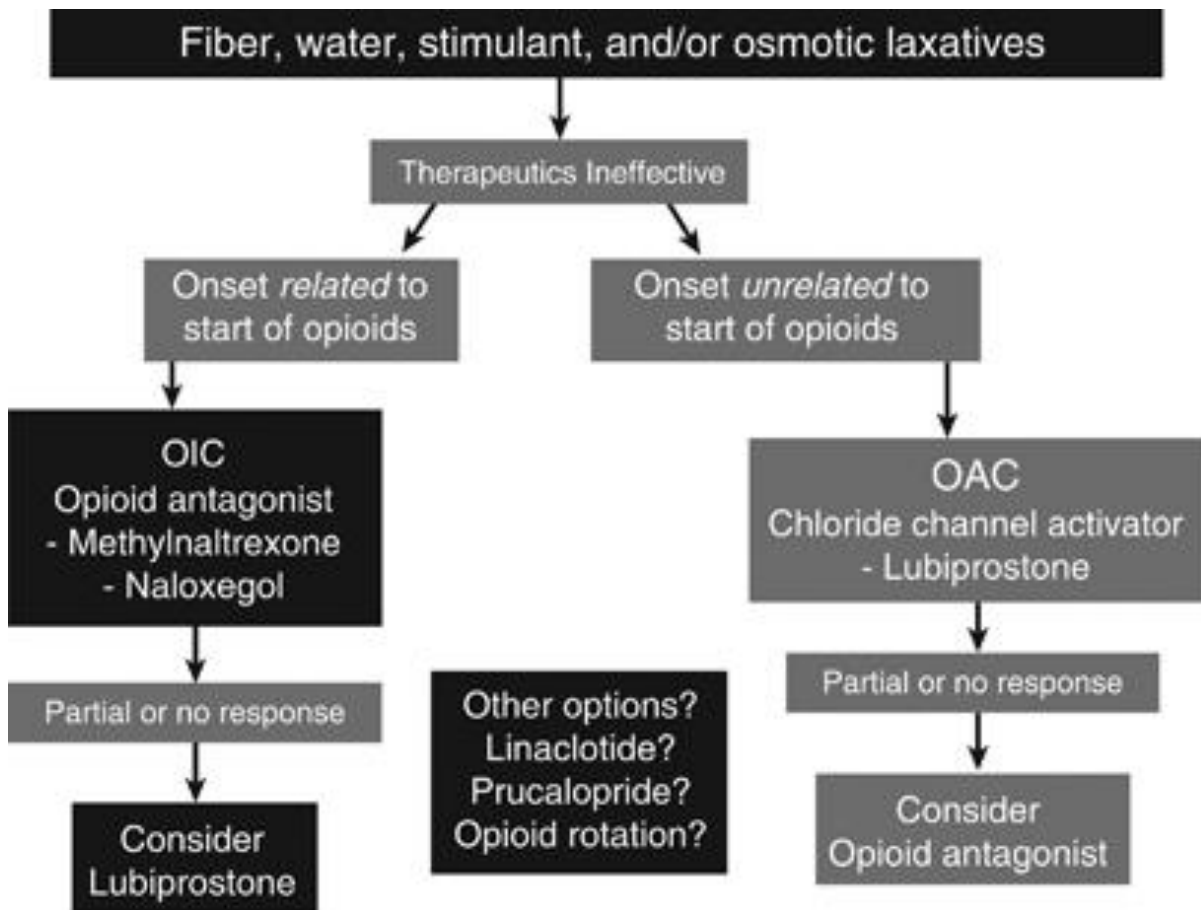 Fiber, water, stimulant, and/or osmotic laxatives
Therapeutics Ineffective
Onset related to
start of opioids
Onset unrelated to
start of opioids
OIC
Opioid antagonist
- Methylnaltrexone
- Naloxegol
OAC
Chloride channel activator
- Lubiprostone
Partial or no response
Partial or no response
Other options?
Linaclotide?
Prucalopride?
Opioid rotation?
Consider
Lubiprostone
Consider
Opioid antagonist